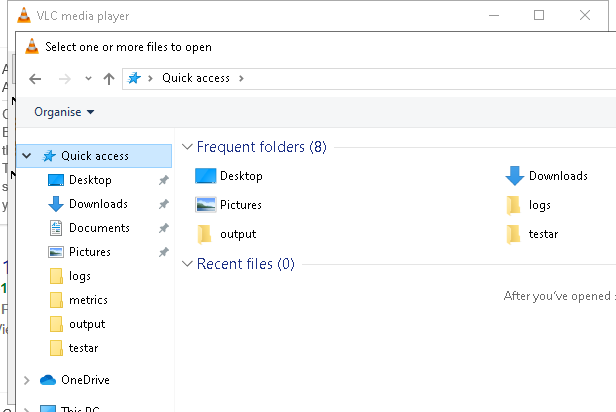 VLC media player
Select one or more files to open
Quick access
Organise
Quick access
Desktop
Downloads
Documents
Pictures
logs
metrics
output
testar
OneDrive
This PC
Frequent folders (8)
Desktop
Downloads
Pictures
logs
output
testar
Recent files (0)
After you've opened